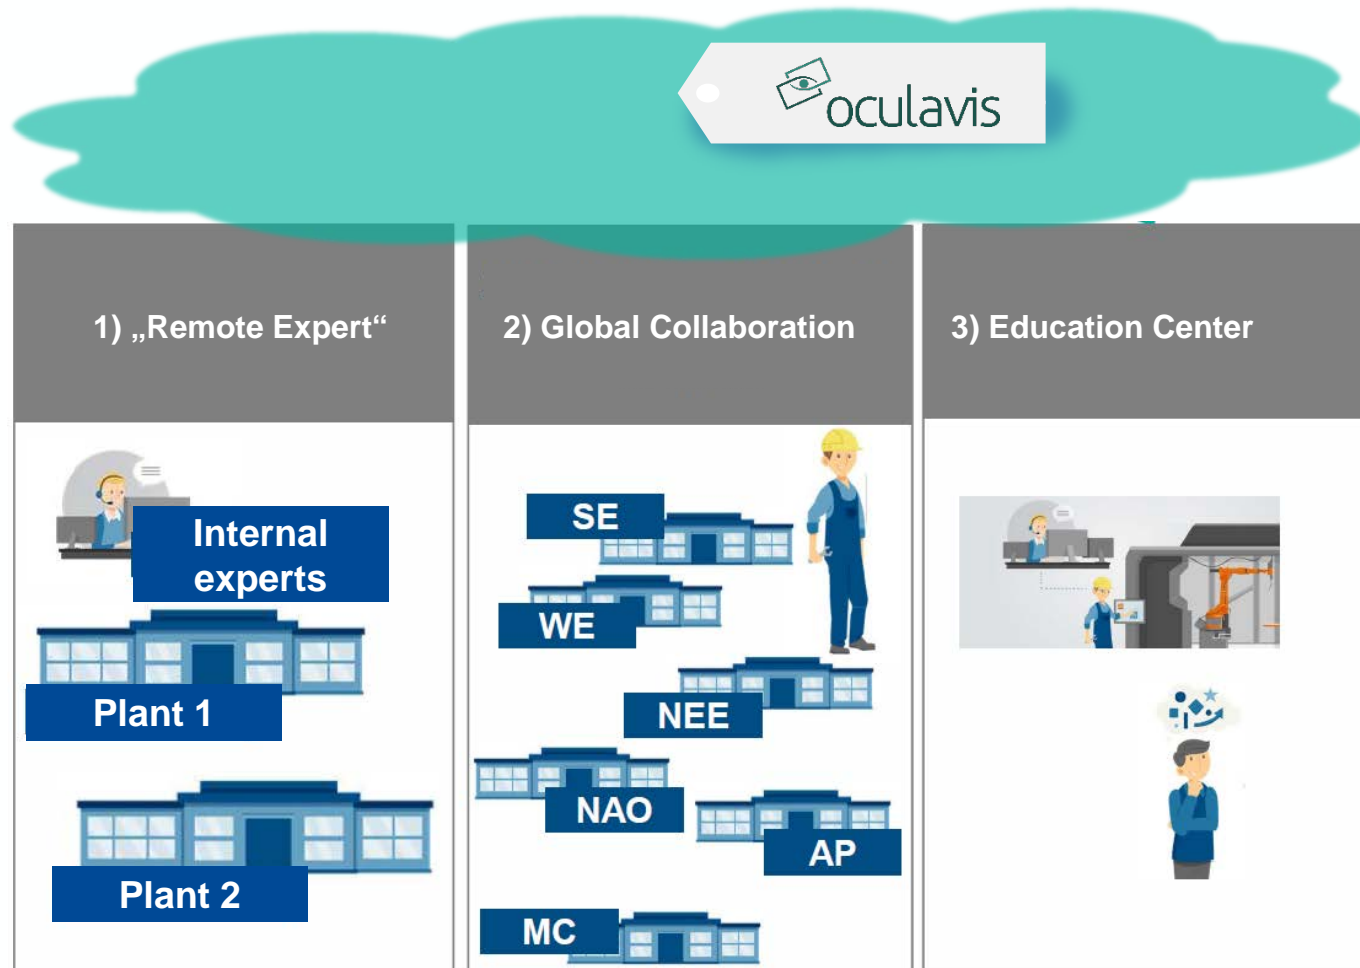 oculavis
1) „Remote Expert“
2) Global Collaboration
3) Education Center
Internal
experts
Plant 1
Plant 2
SE
WE
NEE
NAO
AP
MC